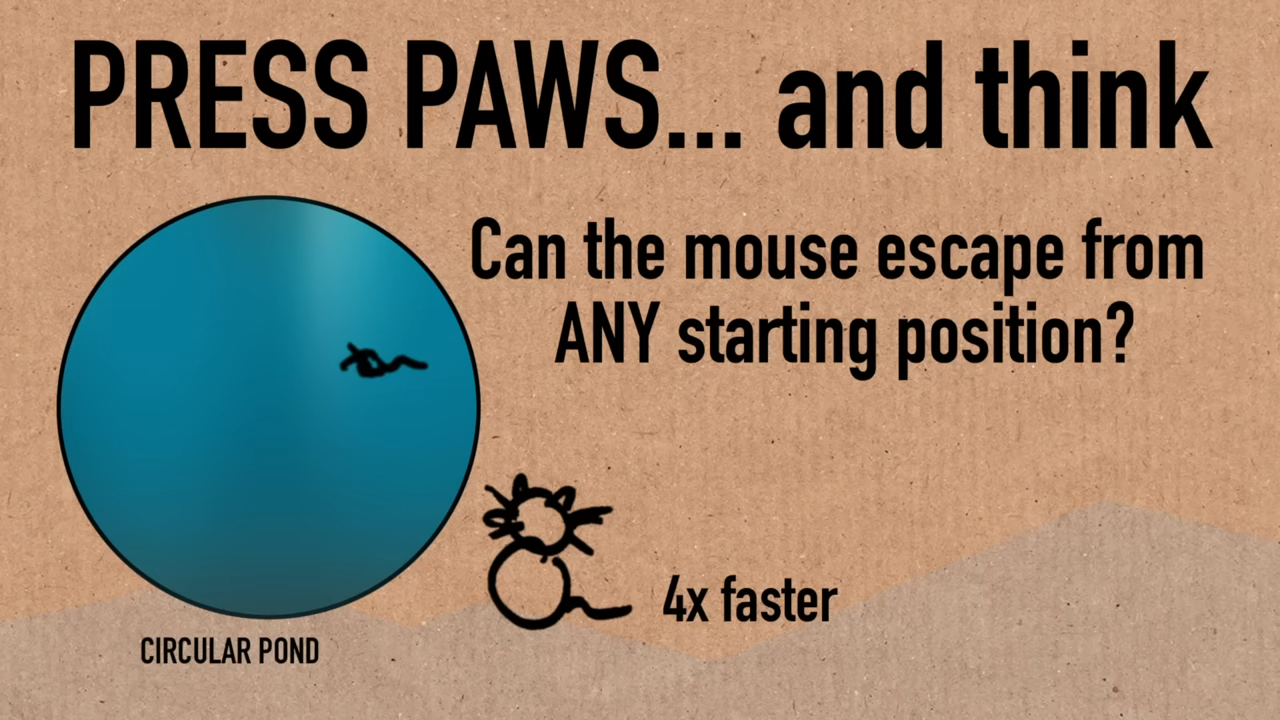 PRESS PAWS... and think
Can the mouse escape from
ANY starting position?
4x faster
CIRCULAR POND